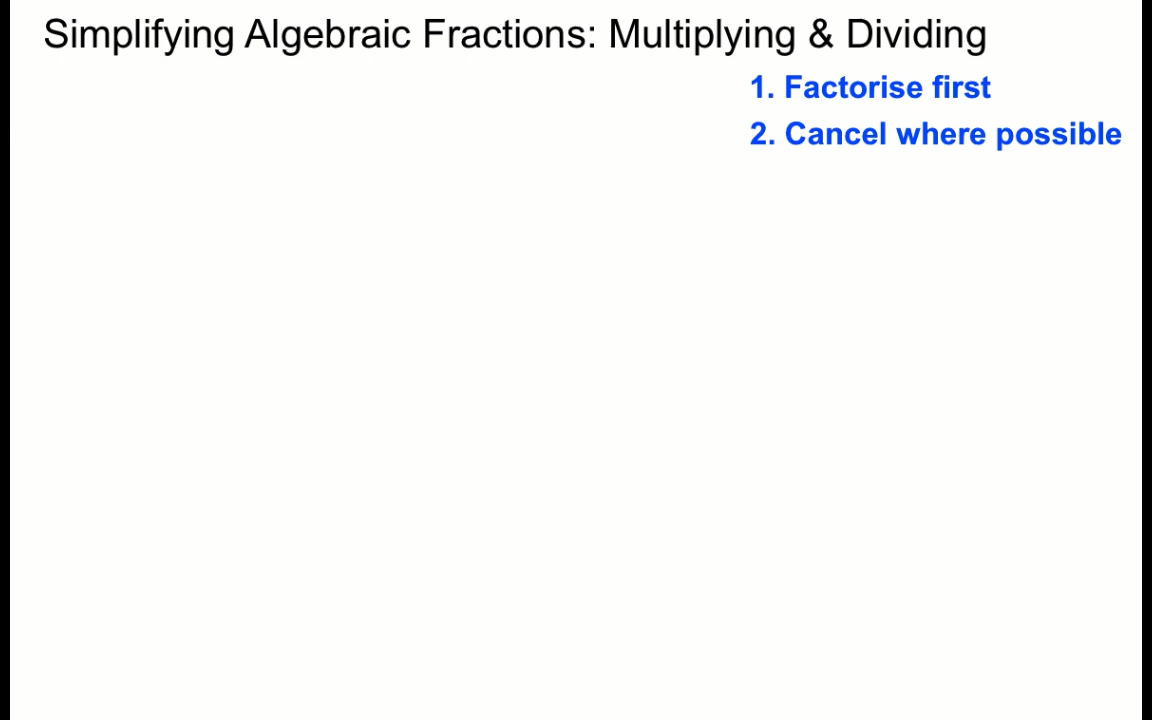 Simplifying Algebraic Fractions: Multiplying & Dividing
1. Factorise first
2. Cancel where possible